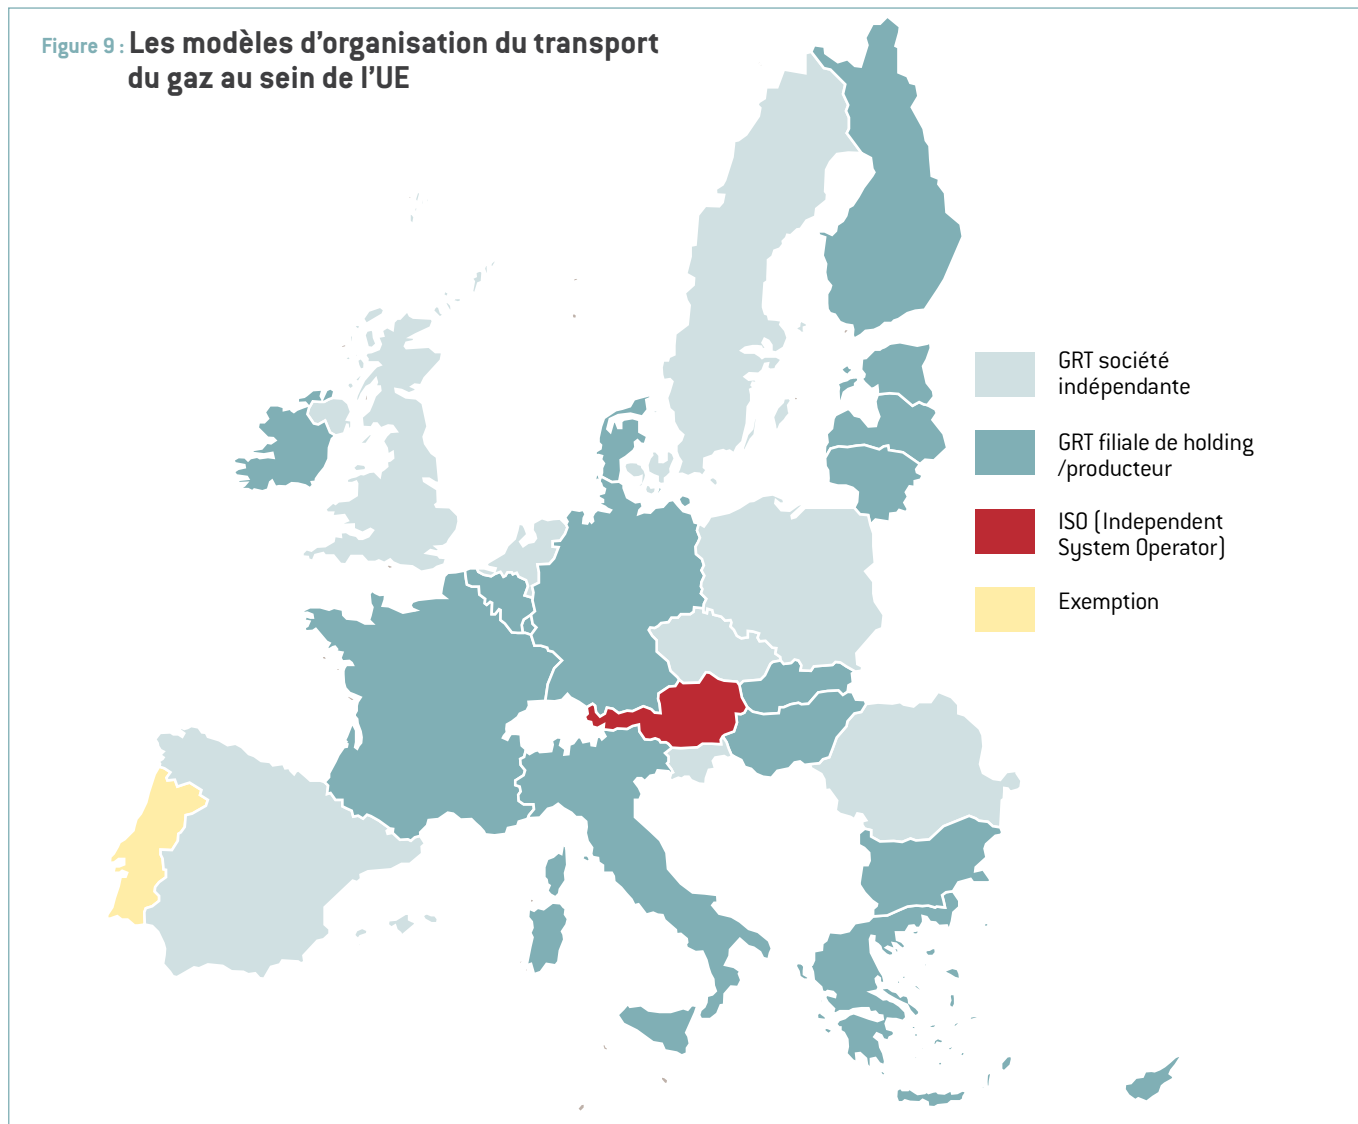 Figure 9 : Les modèles d’organisation du transport
du gaz au sein de l’UE
GRT société
indépendante
GRT filiale de holding
/producteur
ISO (Independent
System Operator)
Exemption